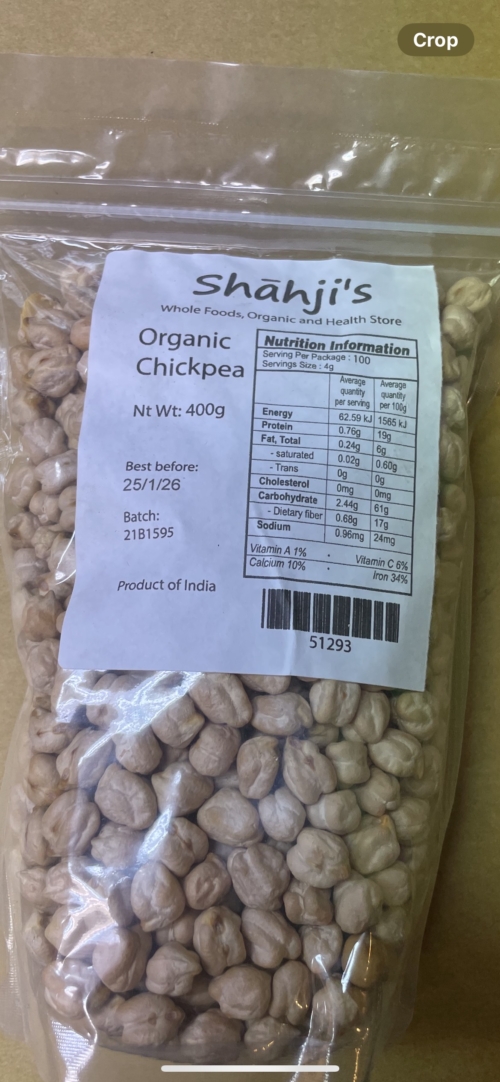 Crop
Shāhji's
Whole Foods, Organic and Health Store
Organic
Chickpea
Nt Wt: 400g
Best before:
25/1/26
Batch:
21B1595
Product of India
Nutrition Information
Serving Per Package : 100
Servings Size : 4g
Average quantity per serving Average quantity per 100g
Energy 62.59 kJ 1565 kJ
Protein 0.76g 19g
Fat, Total 0.24g 6g
- saturated 0.02g 0.60g
- Trans 0g 0g
Cholesterol 0mg 0mg
Carbohydrate 2.44g 61g
- Dietary fiber 0.68g 17g
Sodium 0.96mg 24mg
Vitamin A 1% • Vitamin C 6%
Calcium 10% • Iron 34%
51293